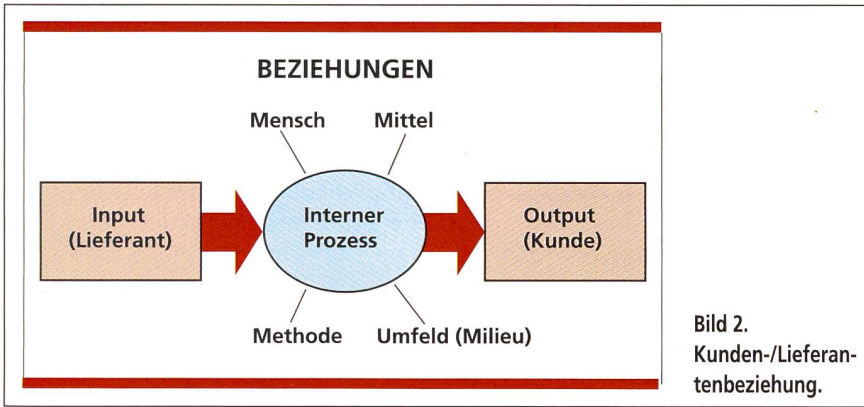 BEZIEHUNGEN
Mensch
Mittel
Input
(Lieferant)
Interner
Prozess
Output
(Kunde)
Methode
Umfeld (Milieu)
Bild 2.
Kunden-/Lieferan-
tenbeziehung.